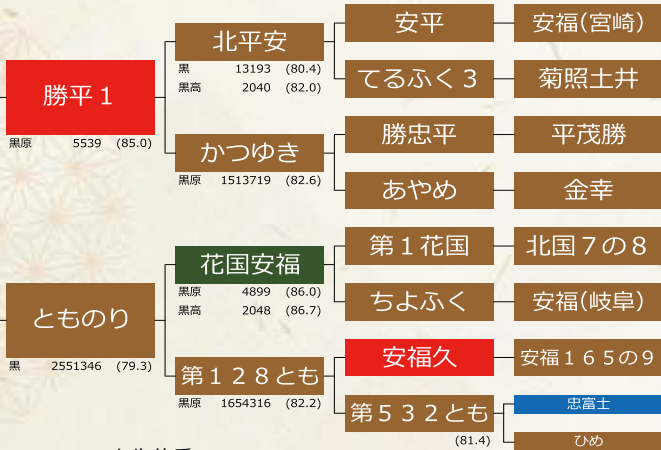 勝平１
黒原 5539 (85.0)
とものり
黒 2551346 (79.3)
北平安
黒 13193 (80.4)
黒高 2040 (82.0)
かつゆき
黒原 1513719 (82.6)
花国安福
黒原 4899 (86.0)
黒高 2048 (86.7)
第１２８とも
黒原 1654316 (82.2)
安平
てるふく３
勝忠平
あやめ
第１花国
ちよふく
安福久
第５３２とも
(81.4)
安福(宮崎)
菊照土井
平茂勝
金幸
北国７の８
安福(岐阜)
安福１６５の９
忠富士
ひめ